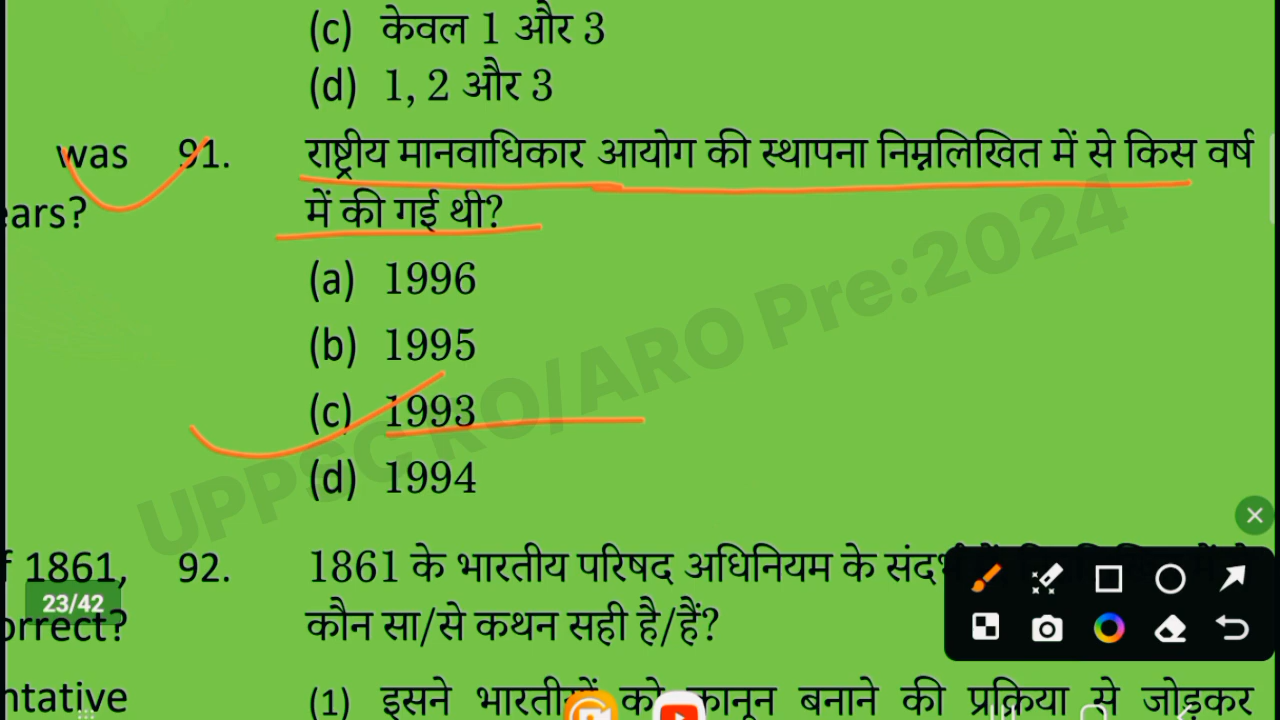 (c) केवल 1 और 3
(d) 1, 2 और 3
was 91. राष्ट्रीय मानवाधिकार आयोग की स्थापना निम्नलिखित में से किस वर्ष
ears? में की गई थी?
(a) 1996
(b) 1995
(c) 1993
(d) 1994
UPPSC RO/ARO Pre:2024
f 1861, 92. 1861 के भारतीय परिषद अधिनियम के
23/42
orrect? कौन सा/से कथन सही है/हैं?
ntative (1) इसने भारतीयों को कानून बनाने की प्रक्रिया से जोड़कर